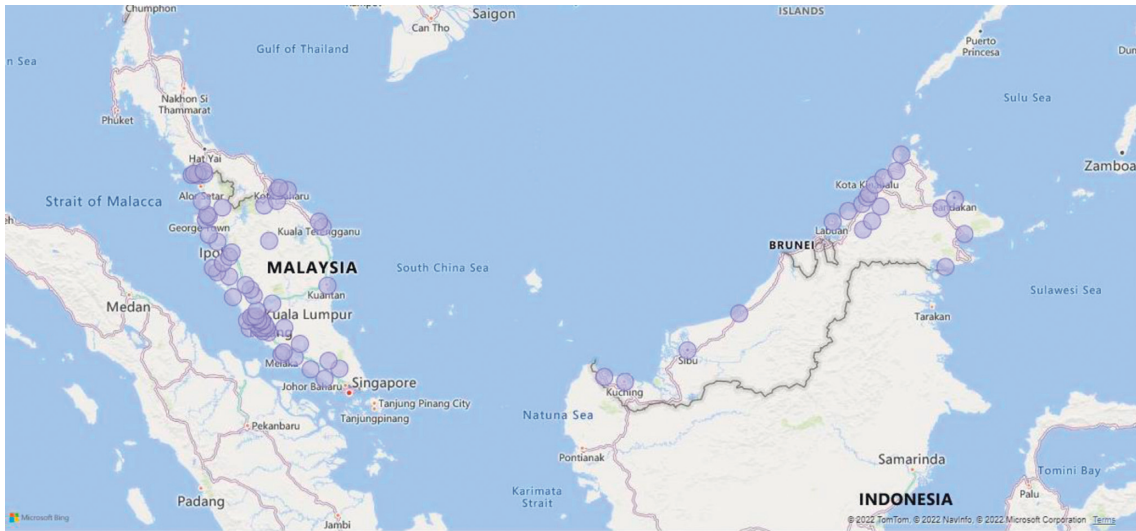 Chumphon
Saigon
Can Tho
ISLANDS
Gulf of Thailand
Puerto
Princesa
Sulu Sea
Nakhon Si
Thammarat
Phuket
Hat Yai
Zamboa
Strait of Malacca
Alor Setar
Kota Kinabalu
George Town
Kuala Terengganu
Sandakan
Labuan
BRUNEI
Ipoh
MALAYSIA
South China Sea
Kuantan
Medan
Kuala Lumpur
Sulawesi Sea
Tarakan
Melaka
Sibu
Johor Baharu
Singapore
Kuching
Tanjung Pinang City
Tanjungpinang
Natuna Sea
Pekanbaru
Pontianak
Samarinda
Tomini Bay
Padang
Karimata
Strait
INDONESIA
Palu
Jambi
Microsoft Bing
© 2022 TomTom, © 2022 NavInfo, © 2022 Microsoft Corporation Terms